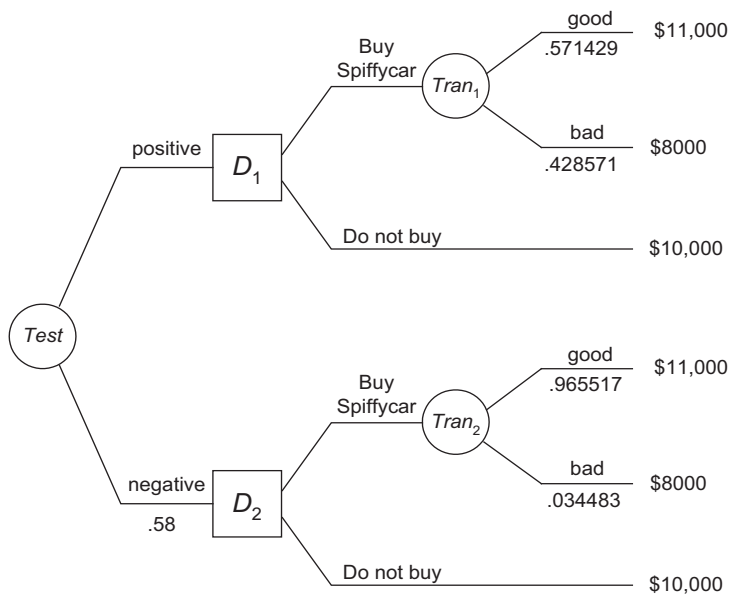 good
$11,000
.571429
Buy
Spiffycar
Tran1
bad
$8000
.428571
positive
D1
Do not buy
$10,000
Test
good
$11,000
.965517
Buy
Spiffycar
Tran2
bad
$8000
.034483
negative
.58
D2
Do not buy
$10,000